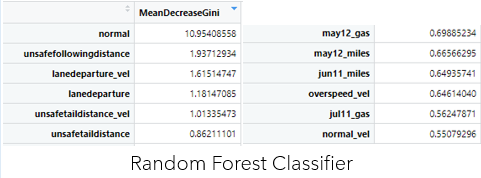 MeanDecreaseGini
normal 10.95408558
unsafefollowingdistance 1.93712934
lanedeparture_vel 1.61514747
lanedeparture 1.18147085
unsafetaildistance_vel 1.01335473
unsafetaildistance 0.86211101
may12_gas 0.69885234
may12_miles 0.66566295
jun11_miles 0.64935741
overspeed_vel 0.64614040
jul11_gas 0.56247871
normal_vel 0.55079296
Random Forest Classifier